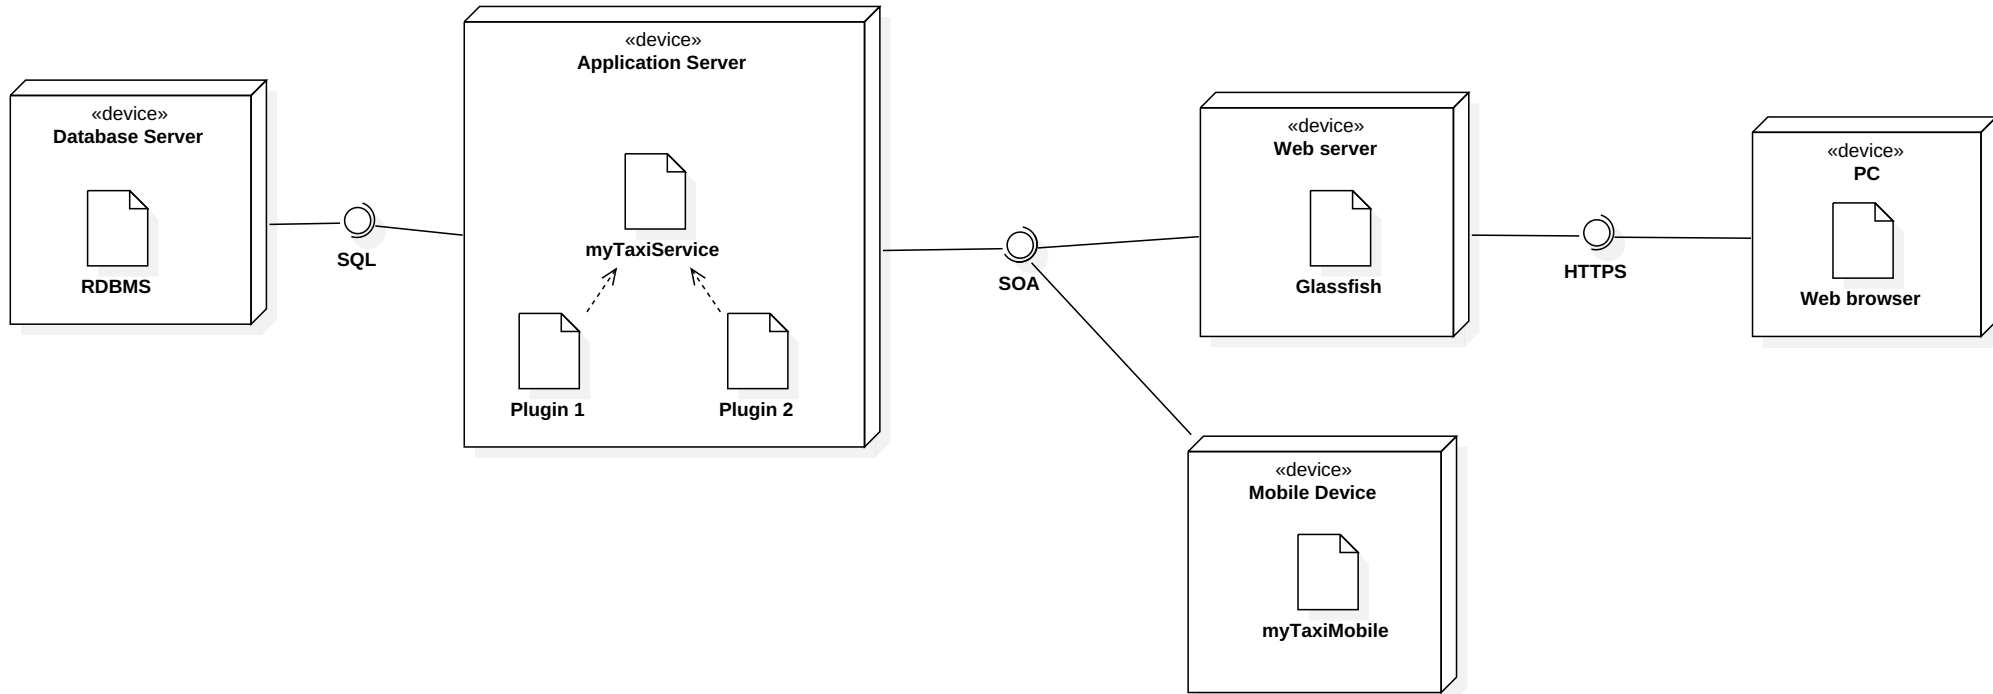 «device»
Database Server
RDBMS
SQL
«device»
Application Server
myTaxiService
Plugin 1
Plugin 2
SOA
«device»
Web server
Glassfish
HTTPS
«device»
PC
Web browser
«device»
Mobile Device
myTaxiMobile